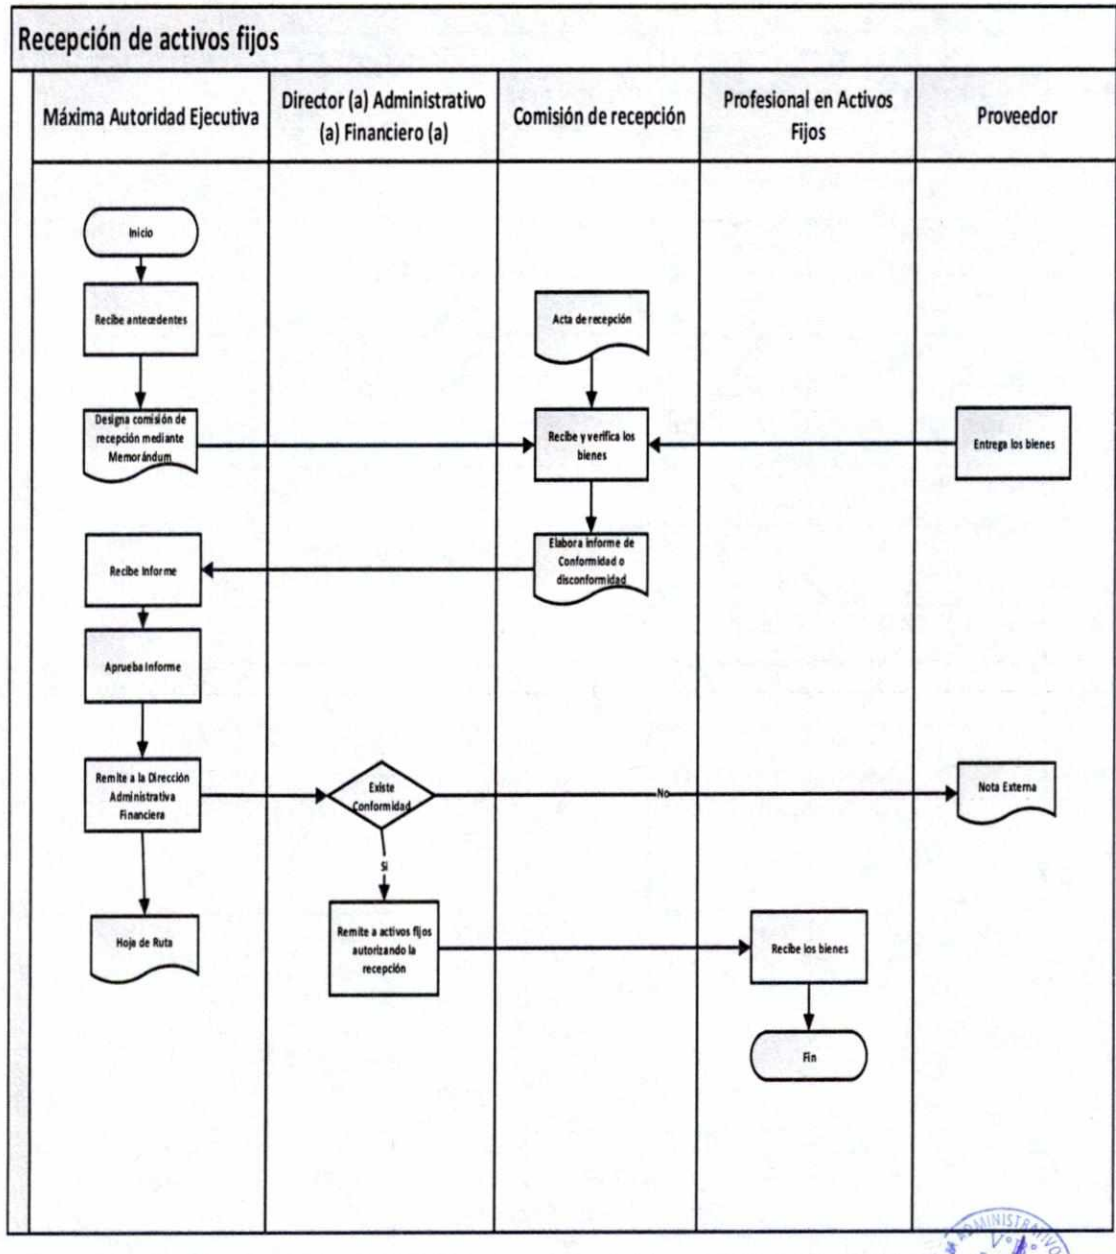 Recepción de activos fijos
Máxima Autoridad Ejecutiva
Director (a) Administrativo
(a) Financiero (a)
Comisión de recepción
Profesional en Activos
Fijos
Proveedor
Inicio
Recibe antecedentes
Acta de recepción
Designa comisión de
recepción mediante
Memorándum
Recibe y verifica los
bienes
Entrega los bienes
Elabora informe de
Conformidad o
disconformidad
Recibe Informe
Aprueba Informe
Remite a la Dirección
Administrativa
Financiera
Existe
Conformidad
No
Nota Externa
Si
Hoja de Ruta
Remite a activos fijos
autorizando la
recepción
Recibe los bienes
Fin
ADMINISTRATIVO
V°B°